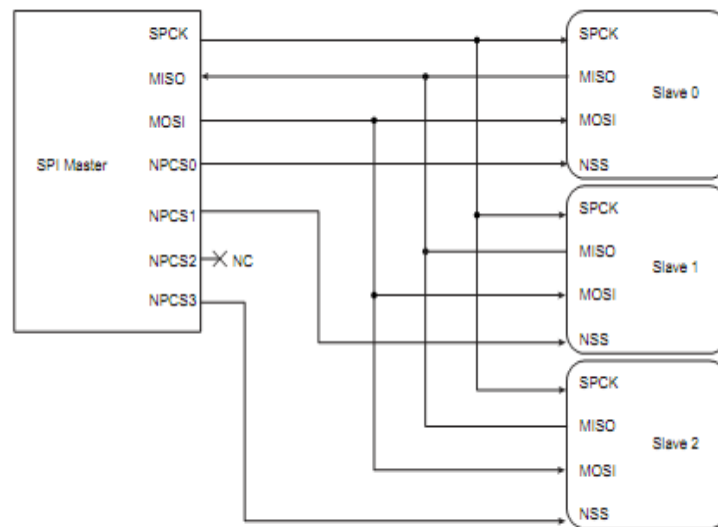 SPCK
MISO
MOSI
SPI Master
NPCS0
NPCS1
NPCS2
NC
NPCS3
SPCK
MISO
Slave 0
MOSI
NSS
SPCK
MISO
Slave 1
MOSI
NSS
SPCK
MISO
Slave 2
MOSI
NSS